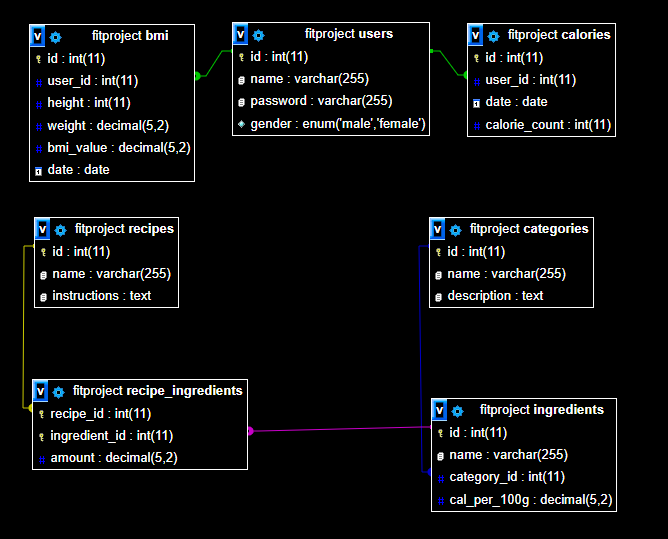 v fitproject bmi
id : int(11)
user_id : int(11)
height : int(11)
weight : decimal(5,2)
bmi_value : decimal(5,2)
date : date
v fitproject users
id : int(11)
name : varchar(255)
password : varchar(255)
gender : enum('male','female')
v fitproject calories
id : int(11)
user_id : int(11)
date : date
calorie_count : int(11)
v fitproject recipes
id : int(11)
name : varchar(255)
instructions : text
v fitproject categories
id : int(11)
name : varchar(255)
description : text
v fitproject recipe_ingredients
recipe_id : int(11)
ingredient_id : int(11)
amount : decimal(5,2)
v fitproject ingredients
id : int(11)
name : varchar(255)
category_id : int(11)
cal_per_100g : decimal(5,2)